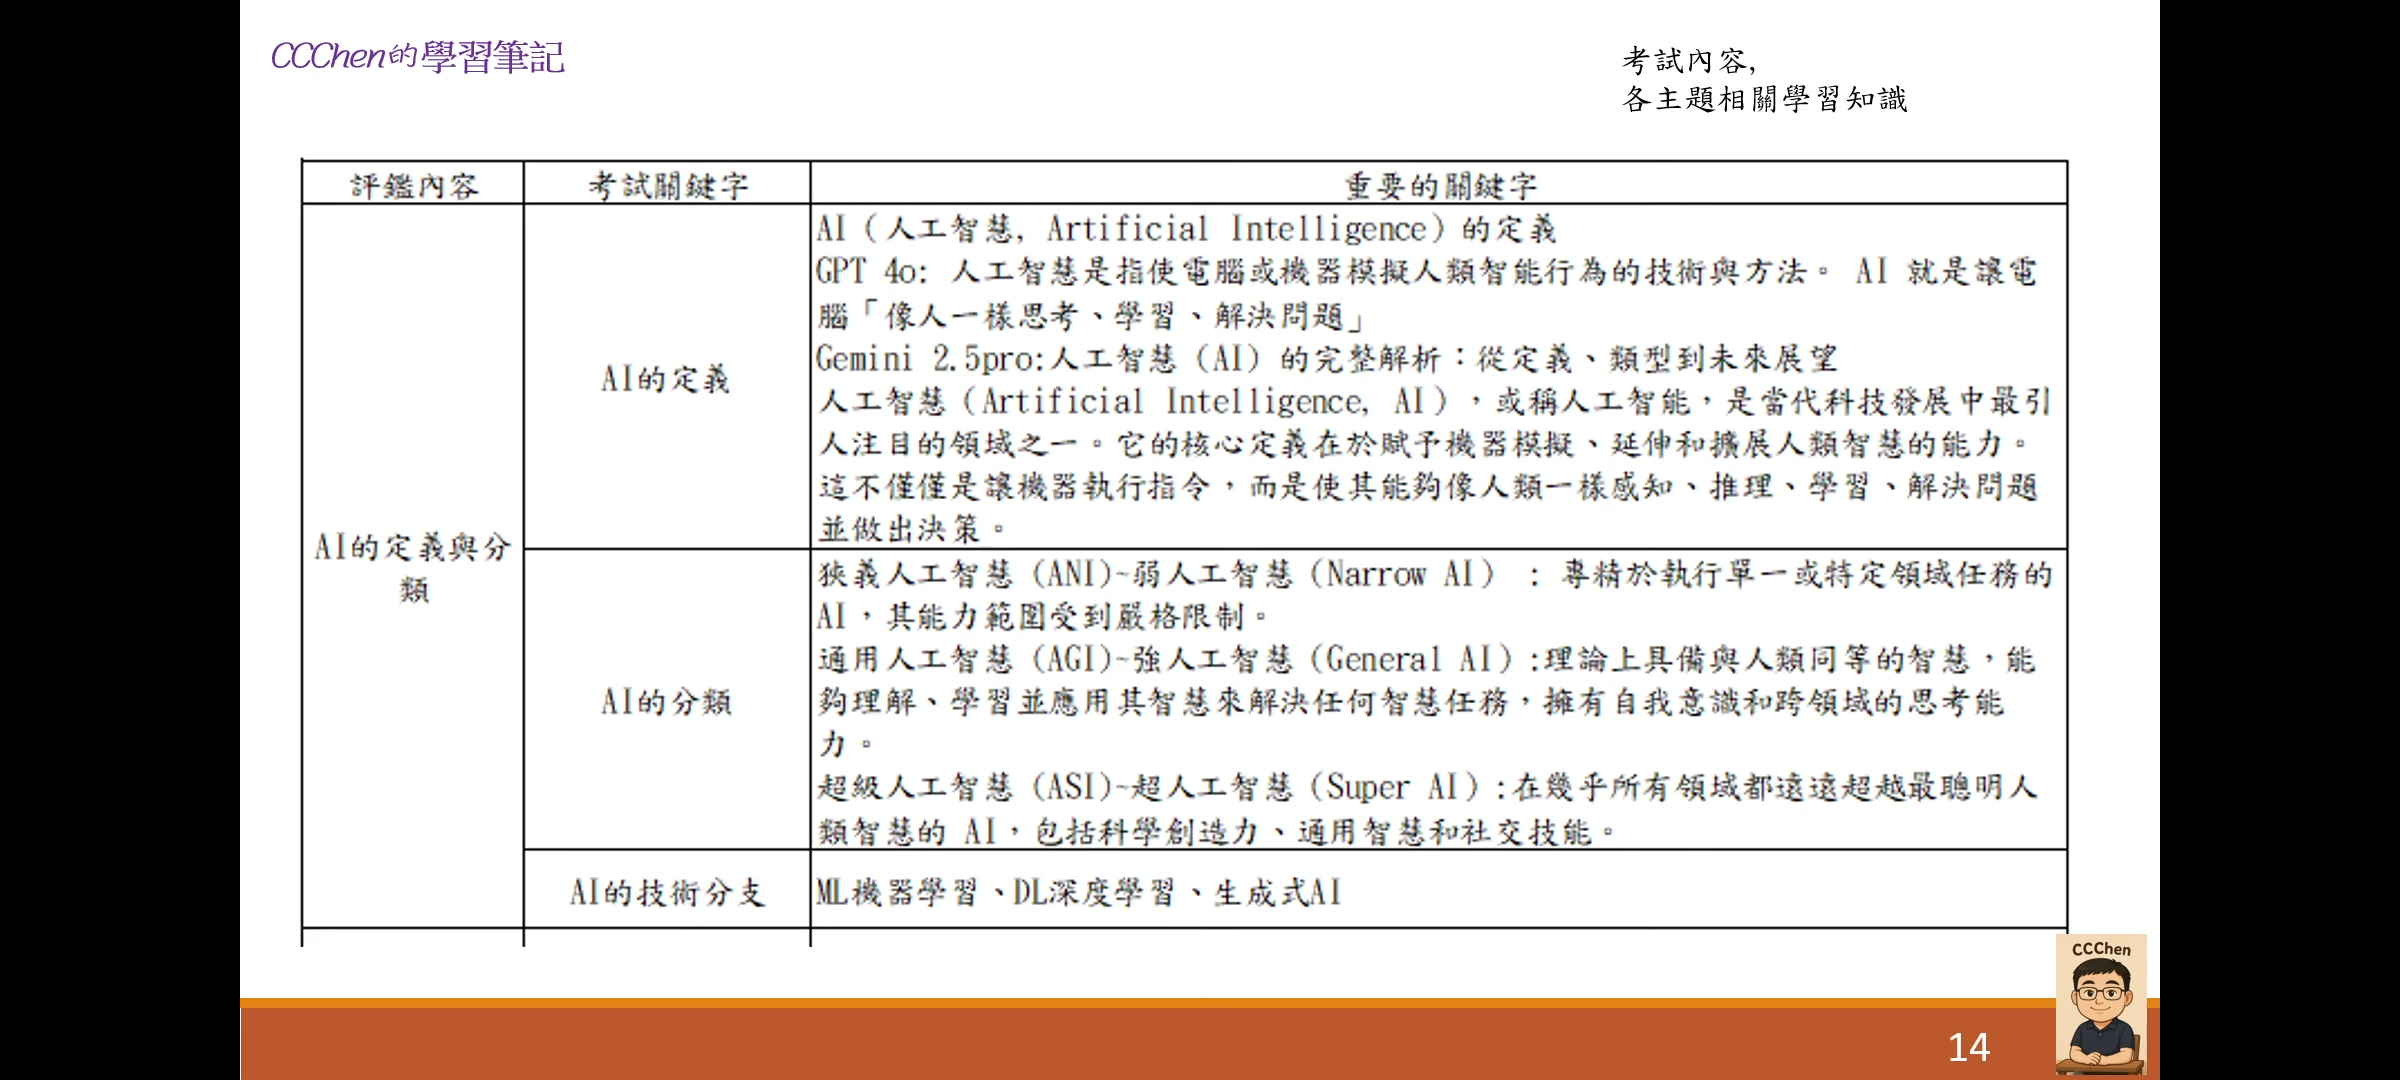 CCChen的學習筆記
考試內容,
各主題相關學習知識
評鑑內容 考試關鍵字 重要的關鍵字
AI的定義與分
類
AI的定義
AI（人工智慧, Artificial Intelligence）的定義
GPT 4o: 人工智慧是指使電腦或機器模擬人類智能行為的技術與方法。 AI 就是讓電
腦「像人一樣思考、學習、解決問題」
Gemini 2.5pro:人工智慧（AI）的完整解析：從定義、類型到未來展望
人工智慧（Artificial Intelligence, AI），或稱人工智能，是當代科技發展中最引
人注目的領域之一。它的核心定義在於賦予機器模擬、延伸和擴展人類智慧的能力。
這不僅僅是讓機器執行指令，而是使其能夠像人類一樣感知、推理、學習、解決問題
並做出決策。
AI的分類
狹義人工智慧（ANI)~弱人工智慧（Narrow AI） : 專精於執行單一或特定領域任務的
AI，其能力範圍受到嚴格限制。
通用人工智慧（AGI)~強人工智慧（General AI）:理論上具備與人類同等的智慧，能
夠理解、學習並應用其智慧來解決任何智慧任務，擁有自我意識和跨領域的思考能
力。
超級人工智慧（ASI)~超人工智慧（Super AI）:在幾乎所有領域都遠遠超越最聰明人
類智慧的 AI，包括科學創造力、通用智慧和社交技能。
AI的技術分支
ML機器學習、DL深度學習、生成式AI
CCChen
14